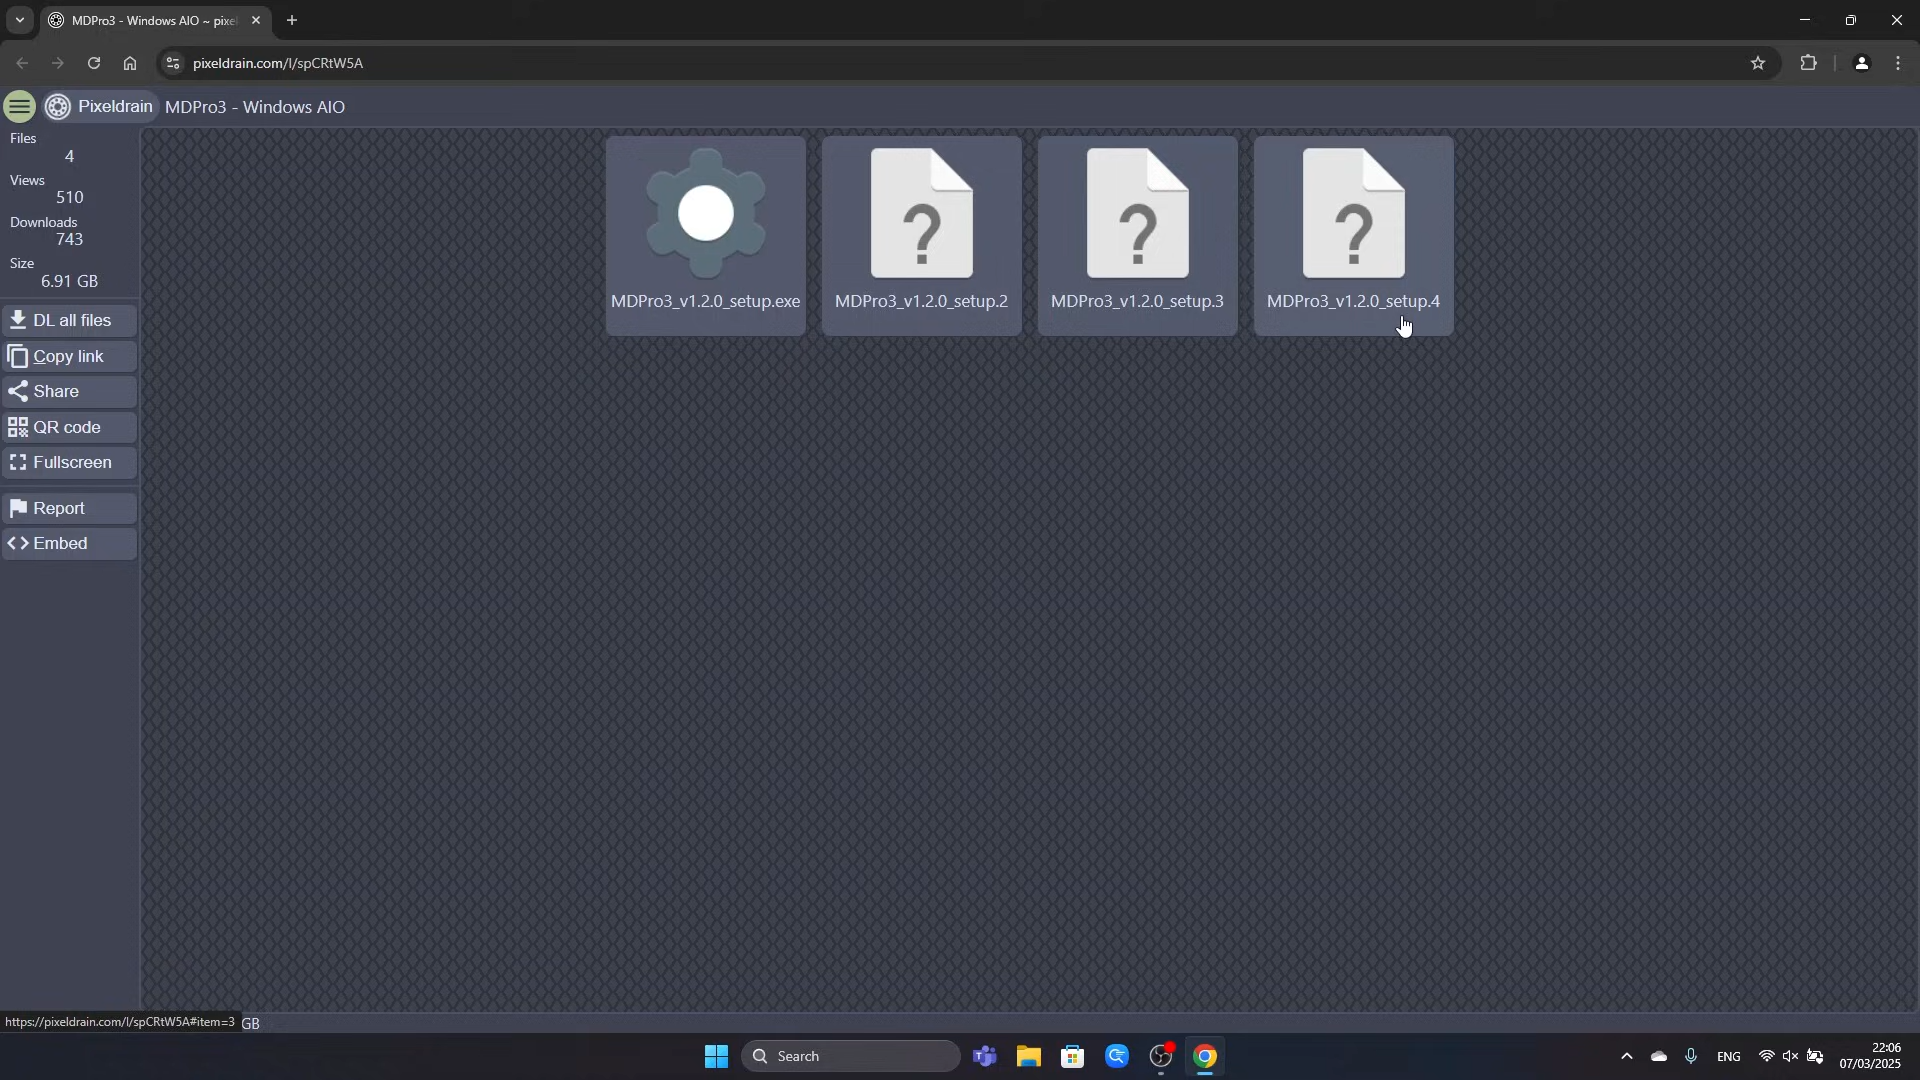 MDPro3 - Windows AIO ~ pixel
pixeldrain.com/l/spCRtW5A
Pixeldrain MDPro3 - Windows AIO
Files
4
Views
510
Downloads
743
Size
6.91 GB
DL all files
Copy link
Share
QR code
Fullscreen
Report
Embed
MDPro3_v1.2.0_setup.exe
MDPro3_v1.2.0_setup.2
MDPro3_v1.2.0_setup.3
MDPro3_v1.2.0_setup.4
https://pixeldrain.com/l/spCRtW5A#item=3 GB
Search
ENG
22:06
07/03/2025